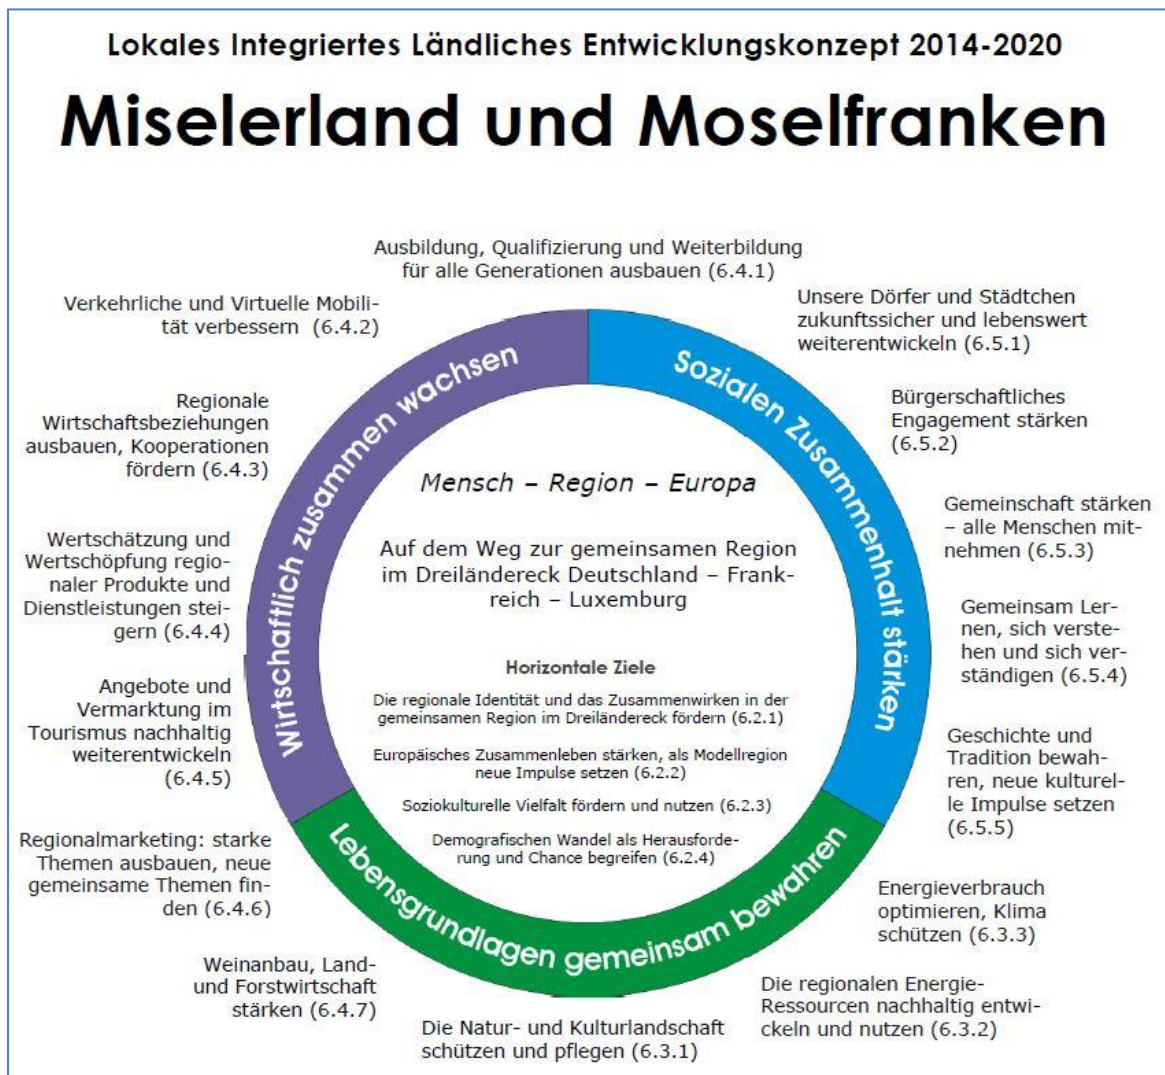 Lokales Integriertes Ländliches Entwicklungskonzept 2014-2020
Miselerland und Moselfranken
Ausbildung, Qualifizierung und Weiterbildung
für alle Generationen ausbauen (6.4.1)
Verkehrliche und Virtuelle Mobili-
tät verbessern (6.4.2)
Regionale
Wirtschaftsbeziehungen
ausbauen, Kooperationen
fördern (6.4.3)
Wertschätzung und
Wertschöpfung regio-
naler Produkte und
Dienstleistungen stei-
gern (6.4.4)
Angebote und
Vermarktung im
Tourismus nachhaltig
weiterentwickeln
(6.4.5)
Regionalmarketing: starke
Themen ausbauen, neue
gemeinsame Themen fin-
den (6.4.6)
Weinanbau, Land-
und Forstwirtschaft
stärken (6.4.7)
Wirtschaftlich zusammen wachsen
Sozialen Zusammenhalt stärken
Lebensgrundlagen gemeinsam bewahren
Mensch – Region – Europa
Auf dem Weg zur gemeinsamen Region
im Dreiländereck Deutschland – Frank-
reich – Luxemburg
Horizontale Ziele
Die regionale Identität und das Zusammenwirken in der
gemeinsamen Region im Dreiländereck fördern (6.2.1)
Europäisches Zusammenleben stärken, als Modellregion
neue Impulse setzen (6.2.2)
Soziokulturelle Vielfalt fördern und nutzen (6.2.3)
Demografischen Wandel als Herausforde-
rung und Chance begreifen (6.2.4)
Unsere Dörfer und Städtchen
zukunftssicher und lebenswert
weiterentwickeln (6.5.1)
Bürgerschaftliches
Engagement stärken
(6.5.2)
Gemeinschaft stärken
– alle Menschen mit-
nehmen (6.5.3)
Gemeinsam Ler-
nen, sich verste-
hen und sich ver-
ständigen (6.5.4)
Geschichte und
Tradition bewah-
ren, neue kulturel-
le Impulse setzen
(6.5.5)
Energieverbrauch
optimieren, Klima
schützen (6.3.3)
Die regionalen Energie-
Ressourcen nachhaltig entwi-
ckeln und nutzen (6.3.2)
Die Natur- und Kulturlandschaft
schützen und pflegen (6.3.1)